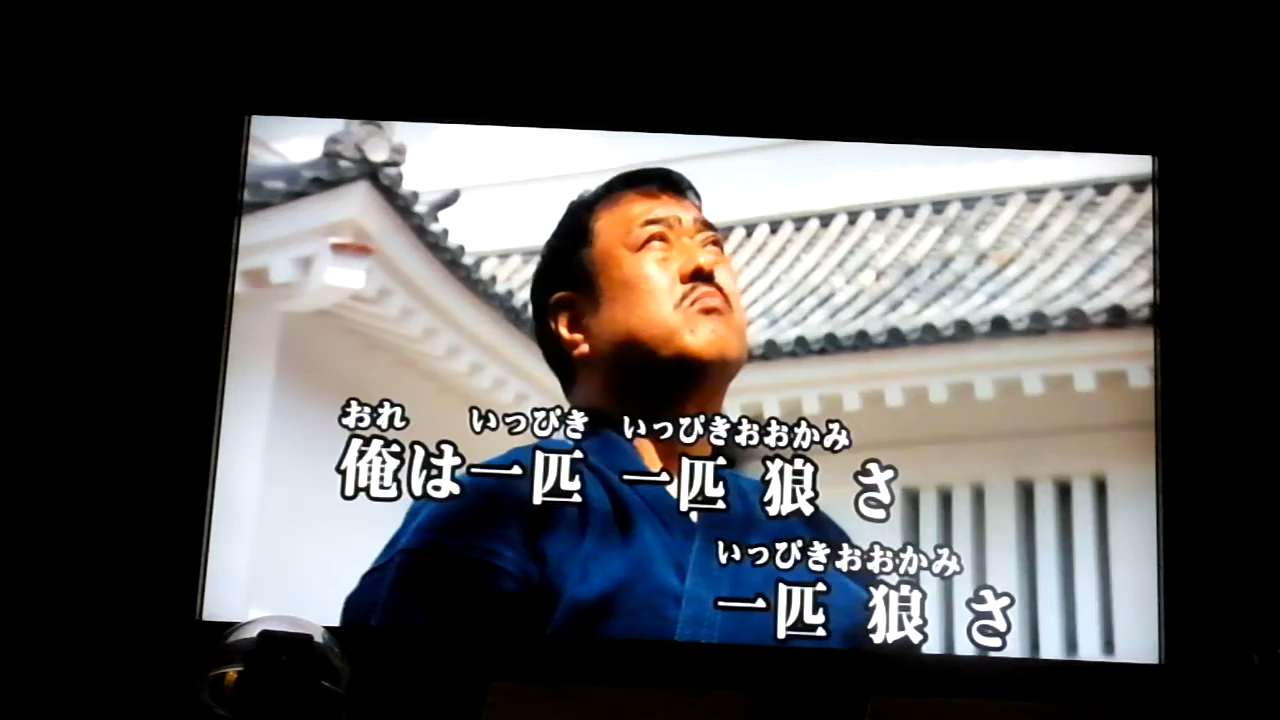 おれ いっぴき いっぴきおおかみ
俺は一匹 一匹 狼 さ
いっぴきおおかみ
一匹 狼 さ